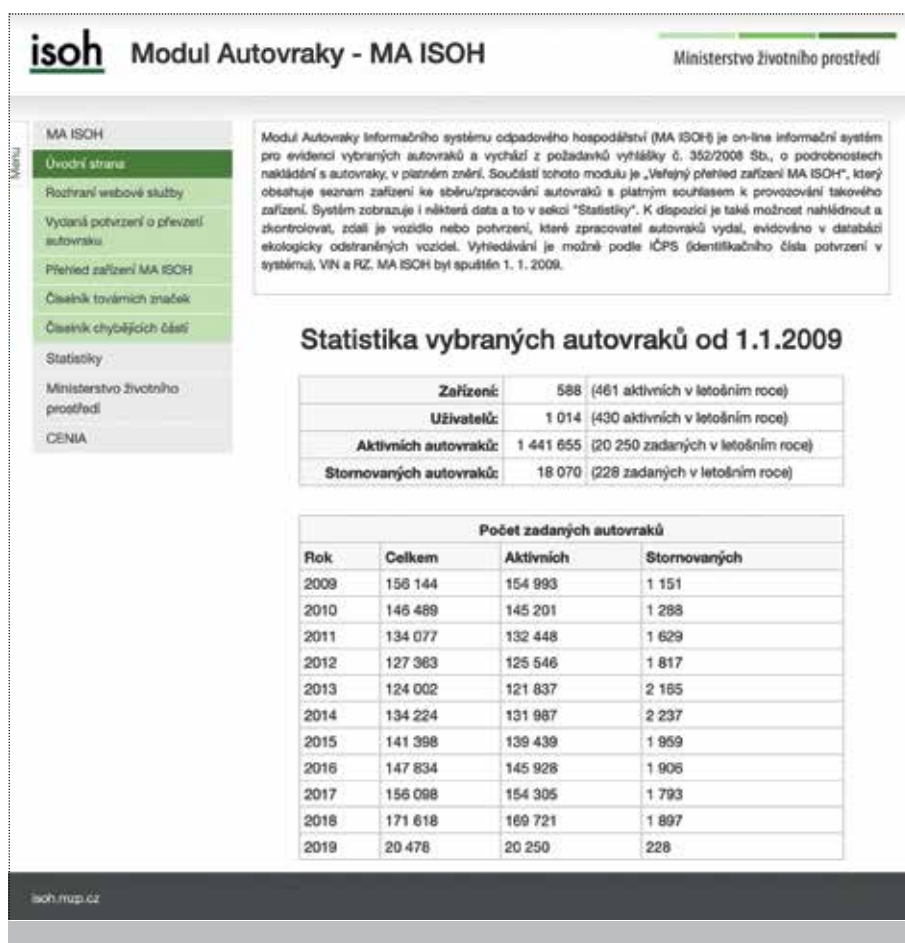 isoh Modul Autovraky - MA ISOH
Ministerstvo životního prostředí
Menu
MA ISOH
Úvodní strana
Rozhraní webové služby
Vydaná potvrzení o převzetí
autovraku
Přehled zařízení MA ISOH
Číselník továrních značek
Číselník chybějících částí
Statistiky
Ministerstvo životního
prostředí
CENIA
Modul Autovraky Informačního systému odpadového hospodářství (MA ISOH) je on-line informační systém
pro evidenci vybraných autovraků a vychází z požadavků vyhlášky č. 352/2008 Sb., o podrobnostech
nakládání s autovraky, v platném znění. Součástí tohoto modulu je „Veřejný přehled zařízení MA ISOH", který
obsahuje seznam zařízení ke sběru/zpracování autovraků s platným souhlasem k provozování takového
zařízení. Systém zobrazuje i některá data a to v sekci "Statistiky". K dispozici je také možnost nahlédnout a
zkontrolovat, zdali je vozidlo nebo potvrzení, které zpracovatel autovraků vydal, evidováno v databázi
ekologicky odstraněných vozidel. Vyhledávání je možné podle IČPS (identifikačního čísla potvrzení v
systému), VIN a RZ. MA ISOH byl spuštěn 1. 1. 2009.
Statistika vybraných autovraků od 1.1.2009
Zařízení: 588 (461 aktivních v letošním roce)
Uživatelů: 1 014 (430 aktivních v letošním roce)
Aktivních autovraků: 1 441 655 (20 250 zadaných v letošním roce)
Stornovaných autovraků: 18 070 (228 zadaných v letošním roce)
Počet zadaných autovraků
Rok Celkem Aktivních Stornovaných
2009 156 144 154 993 1 151
2010 146 489 145 201 1 288
2011 134 077 132 448 1 629
2012 127 363 125 546 1 817
2013 124 002 121 837 2 165
2014 134 224 131 987 2 237
2015 141 398 139 439 1 959
2016 147 834 145 928 1 906
2017 156 098 154 305 1 793
2018 171 618 169 721 1 897
2019 20 478 20 250 228
isoh.mzp.cz